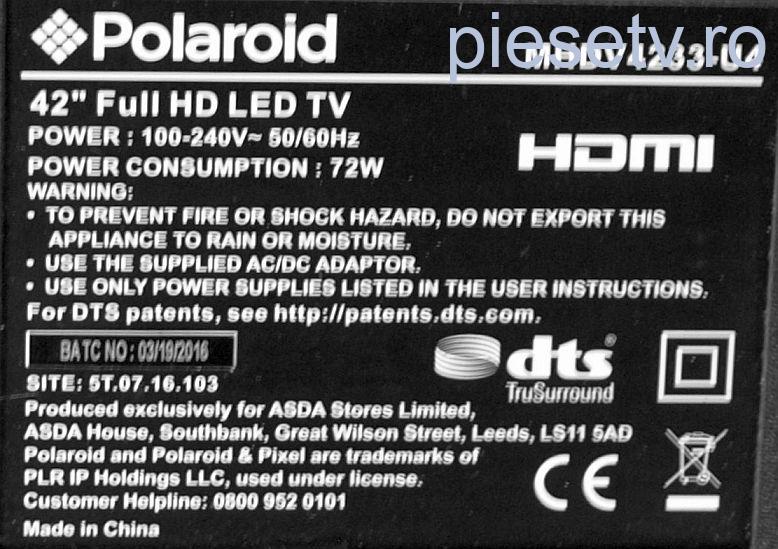 Polaroid
piesetv.ro
MHDV4233-U4
42" Full HD LED TV
POWER : 100-240V~ 50/60Hz
HDMI
POWER CONSUMPTION : 72W
WARNING:
• TO PREVENT FIRE OR SHOCK HAZARD, DO NOT EXPORT THIS
APPLIANCE TO RAIN OR MOISTURE.
• USE THE SUPPLIED AC/DC ADAPTOR.
• USE ONLY POWER SUPPLIES LISTED IN THE USER INSTRUCTIONS.
For DTS patents, see http://patents.dts.com.
BATC NO : 03/19/2016
dts®
TruSurround
SITE: 5T.07.16.103
Produced exclusively for ASDA Stores Limited,
ASDA House, Southbank, Great Wilson Street, Leeds, LS11 5AD
Polaroid and Polaroid & Pixel are trademarks of
PLR IP Holdings LLC, used under license.
CE
Customer Helpline: 0800 952 0101
Made in China